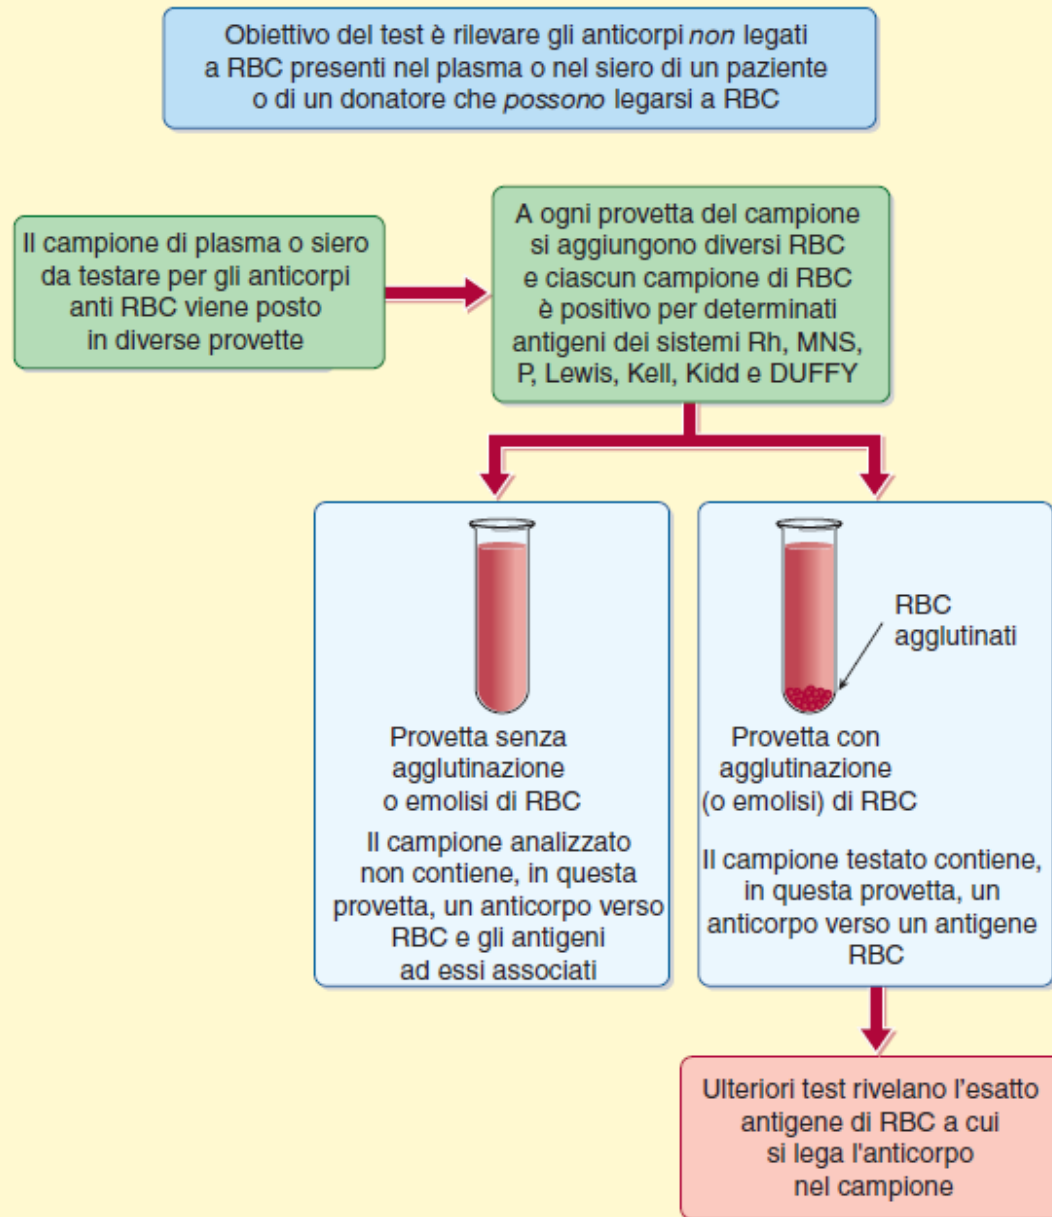 Obiettivo del test è rilevare gli anticorpi non legati
a RBC presenti nel plasma o nel siero di un paziente
o di un donatore che possono legarsi a RBC
Il campione di plasma o siero
da testare per gli anticorpi
anti RBC viene posto
in diverse provette
A ogni provetta del campione
si aggiungono diversi RBC
e ciascun campione di RBC
è positivo per determinati
antigeni dei sistemi Rh, MNS,
P, Lewis, Kell, Kidd e DUFFY
Provetta senza
agglutinazione
o emolisi di RBC
Il campione analizzato
non contiene, in questa
provetta, un anticorpo verso
RBC e gli antigeni
ad essi associati
RBC
agglutinati
Provetta con
agglutinazione
(o emolisi) di RBC
Il campione testato contiene,
in questa provetta, un
anticorpo verso un antigene
RBC
Ulteriori test rivelano l'esatto
antigene di RBC a cui
si lega l'anticorpo
nel campione